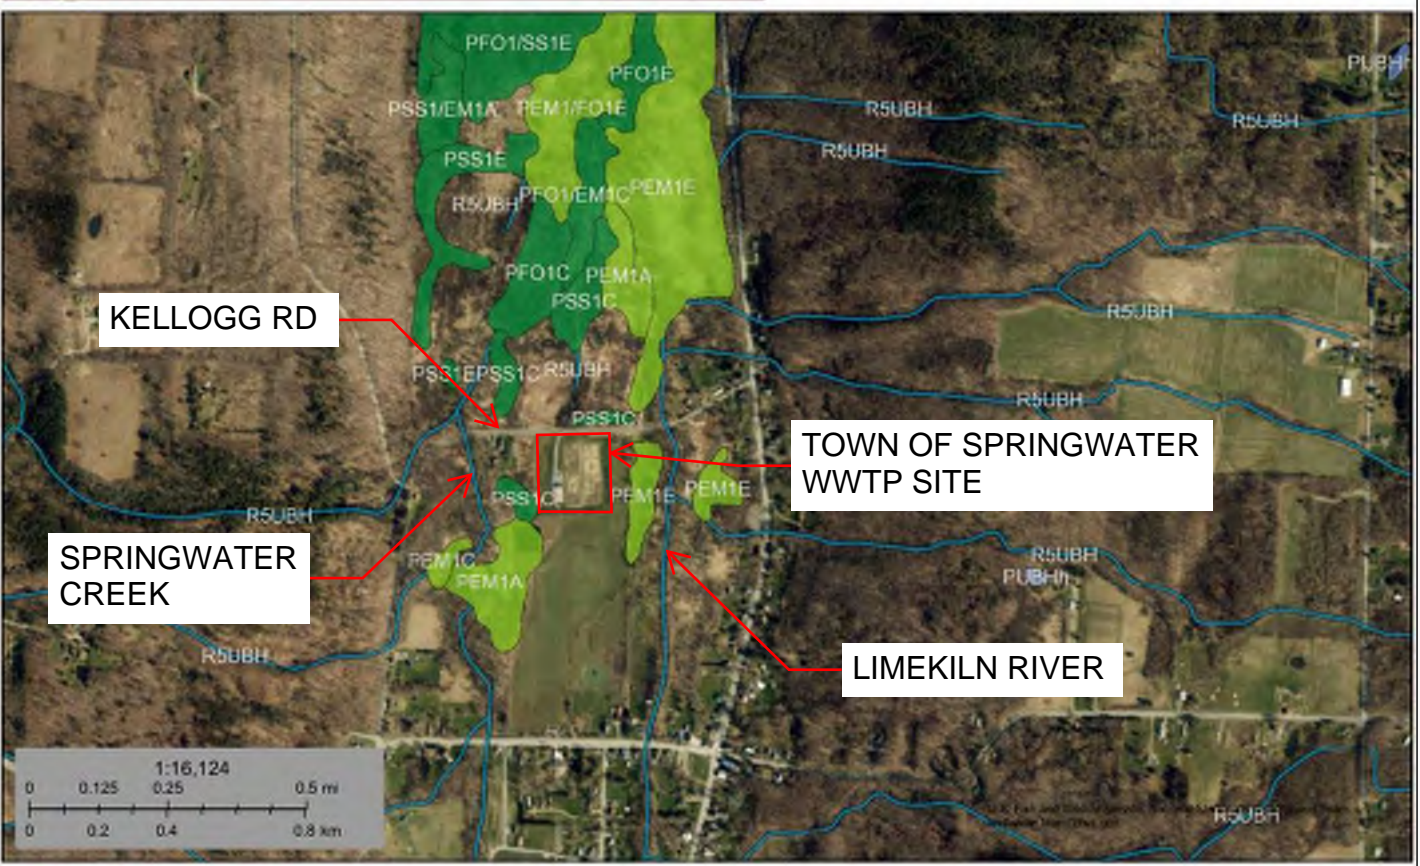 PFO1/SS1E
PFO1E
PUBHh
PSS1/EM1A
PEM1/FO1E
R5UBH
R5UBH
R5UBH
PSS1E
PFO1/EM1C
PEM1E
R5UBH
PFO1C
PEM1A
PSS1C
KELLOGG RD
R5UBH
PSS1E
PSS1C
R5UBH
R5UBH
PSS1C
TOWN OF SPRINGWATER
WWTP SITE
PSS1C
PEM1E
PEM1E
R5UBH
SPRINGWATER
CREEK
PEM1C
PEM1A
R5UBH
PUBHh
R5UBH
LIMEKILN RIVER
1:16,124
0 0.125 0.25 0.5 mi
0 0.2 0.4 0.8 km
R5UBH